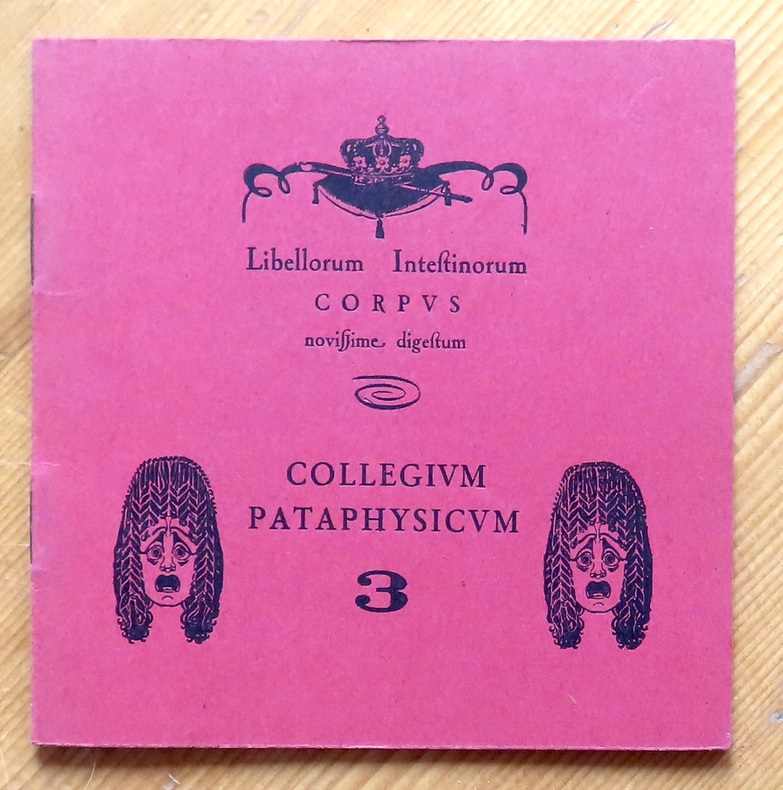 Libellorum Inteſtinorum
CORPVS
noviſſime digeſtum
COLLEGIVM
PATAPHYSICVM
3